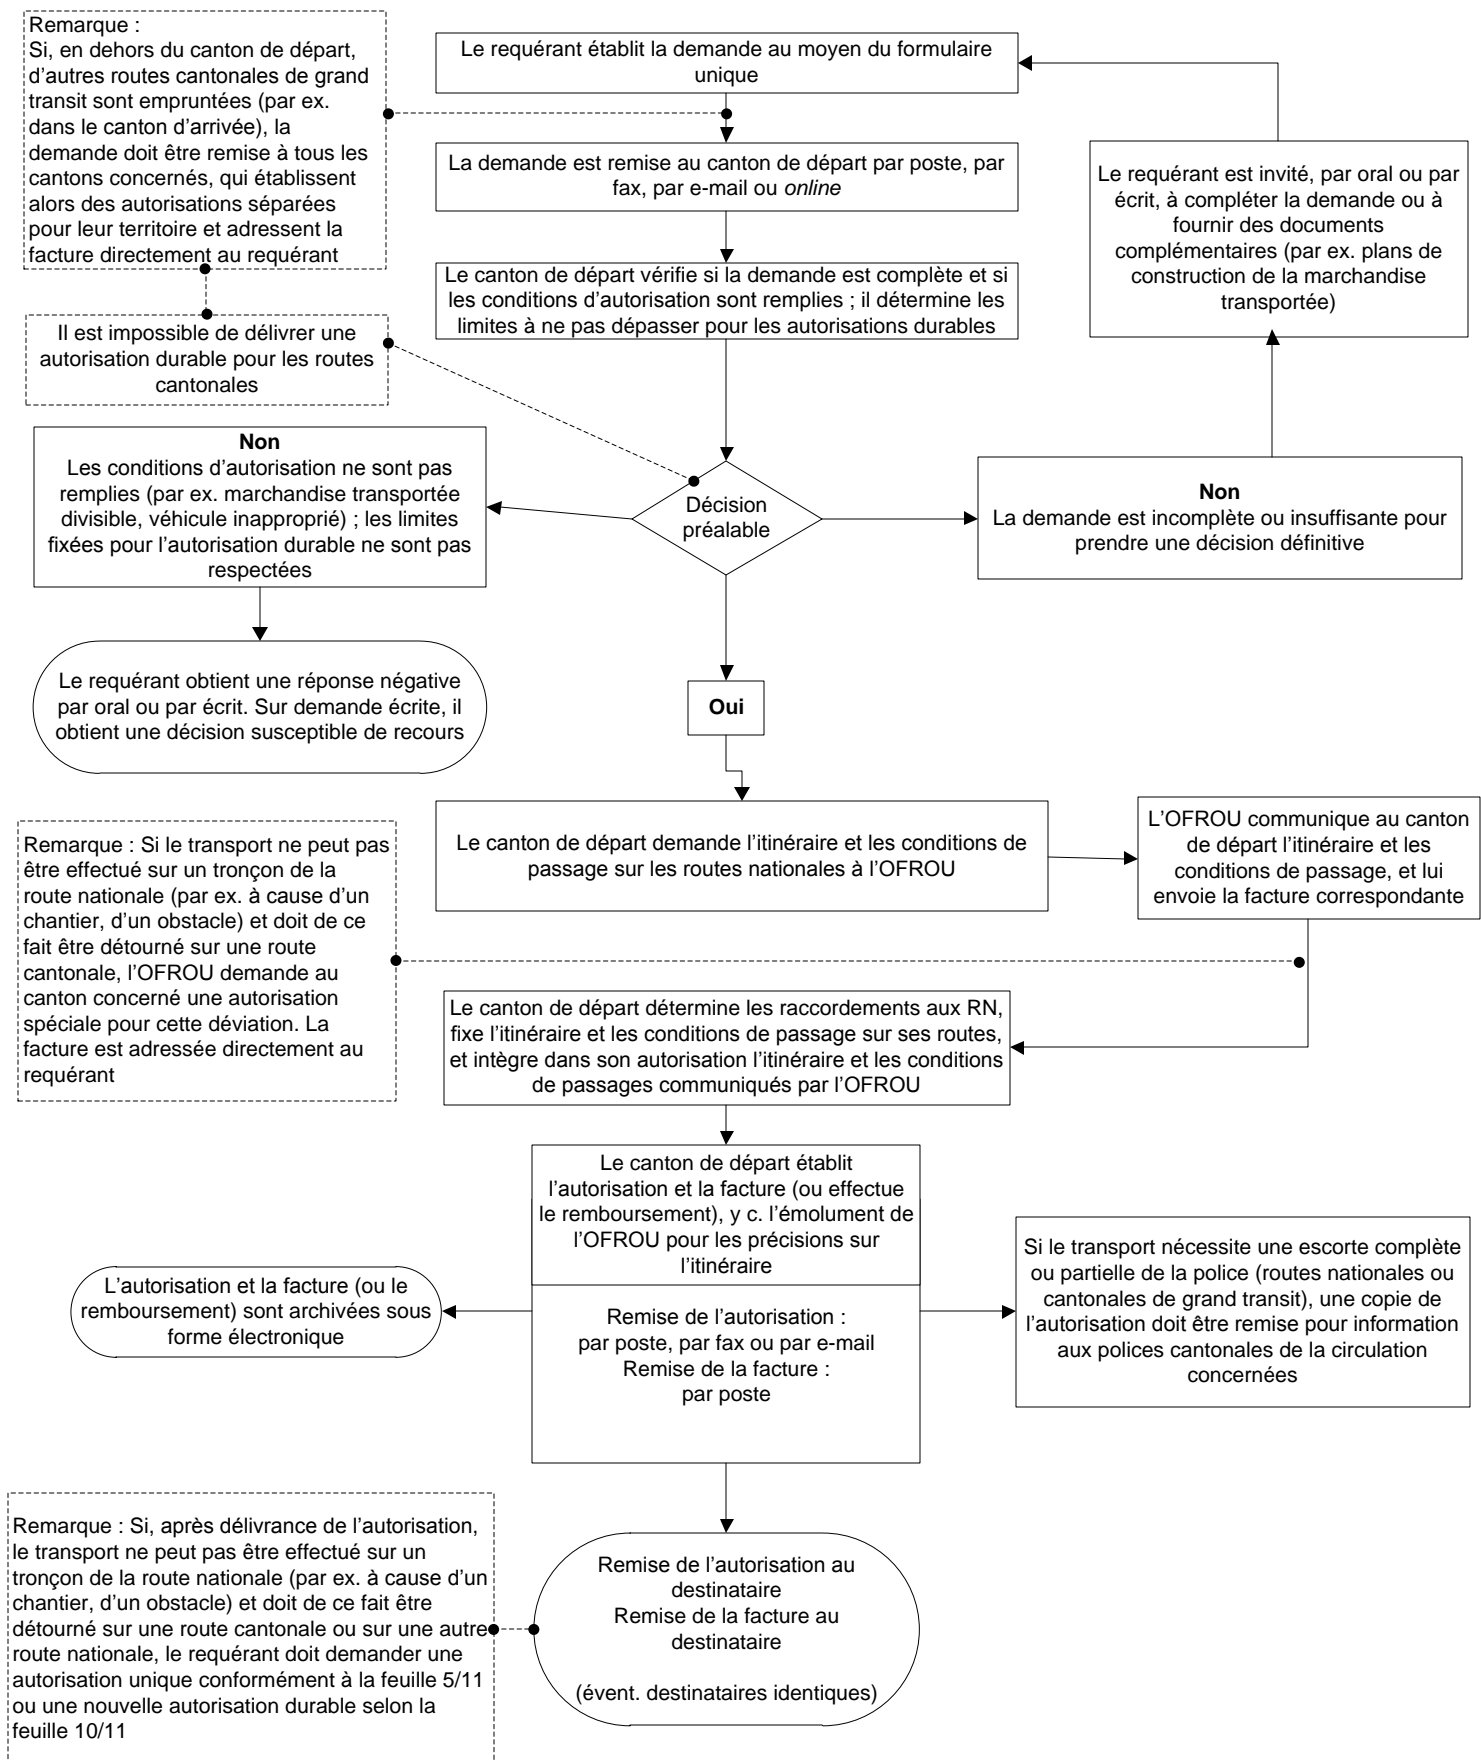 Remarque :
Si, en dehors du canton de départ,
d'autres routes cantonales de grand
transit sont empruntées (par ex.
dans le canton d'arrivée), la
demande doit être remise à tous les
cantons concernés, qui établissent
alors des autorisations séparées
pour leur territoire et adressent la
facture directement au requérant
Le requérant établit la demande au moyen du formulaire
unique
La demande est remise au canton de départ par poste, par
fax, par e-mail ou online
Le requérant est invité, par oral ou par
écrit, à compléter la demande ou à
fournir des documents
complémentaires (par ex. plans de
construction de la marchandise
transportée)
Le canton de départ vérifie si la demande est complète et si
les conditions d'autorisation sont remplies ; il détermine les
limites à ne pas dépasser pour les autorisations durables
Il est impossible de délivrer une
autorisation durable pour les routes
cantonales
Non
Les conditions d'autorisation ne sont pas
remplies (par ex. marchandise transportée
divisible, véhicule inapproprié) ; les limites
fixées pour l'autorisation durable ne sont pas
respectées
Décision
préalable
Non
La demande est incomplète ou insuffisante pour
prendre une décision définitive
Le requérant obtient une réponse négative
par oral ou par écrit. Sur demande écrite, il
obtient une décision susceptible de recours
Oui
Le canton de départ demande l'itinéraire et les conditions de
passage sur les routes nationales à l'OFROU
L'OFROU communique au canton
de départ l'itinéraire et les
conditions de passage, et lui
envoie la facture correspondante
Remarque : Si le transport ne peut pas
être effectué sur un tronçon de la
route nationale (par ex. à cause d'un
chantier, d'un obstacle) et doit de ce
fait être détourné sur une route
cantonale, l'OFROU demande au
canton concerné une autorisation
spéciale pour cette déviation. La
facture est adressée directement au
requérant
Le canton de départ détermine les raccordements aux RN,
fixe l'itinéraire et les conditions de passage sur ses routes,
et intègre dans son autorisation l'itinéraire et les conditions
de passages communiqués par l'OFROU
Le canton de départ établit
l'autorisation et la facture (ou effectue
le remboursement), y c. l'émolument de
l'OFROU pour les précisions sur
l'itinéraire
Remise de l'autorisation :
par poste, par fax ou par e-mail
Remise de la facture :
par poste
L'autorisation et la facture (ou le
remboursement) sont archivées sous
forme électronique
Si le transport nécessite une escorte complète
ou partielle de la police (routes nationales ou
cantonales de grand transit), une copie de
l'autorisation doit être remise pour information
aux polices cantonales de la circulation
concernées
Remarque : Si, après délivrance de l'autorisation,
le transport ne peut pas être effectué sur un
tronçon de la route nationale (par ex. à cause d'un
chantier, d'un obstacle) et doit de ce fait être
détourné sur une route cantonale ou sur une autre
route nationale, le requérant doit demander une
autorisation unique conformément à la feuille 5/11
ou une nouvelle autorisation durable selon la
feuille 10/11
Remise de l'autorisation au
destinataire
Remise de la facture au
destinataire
(évent. destinataires identiques)